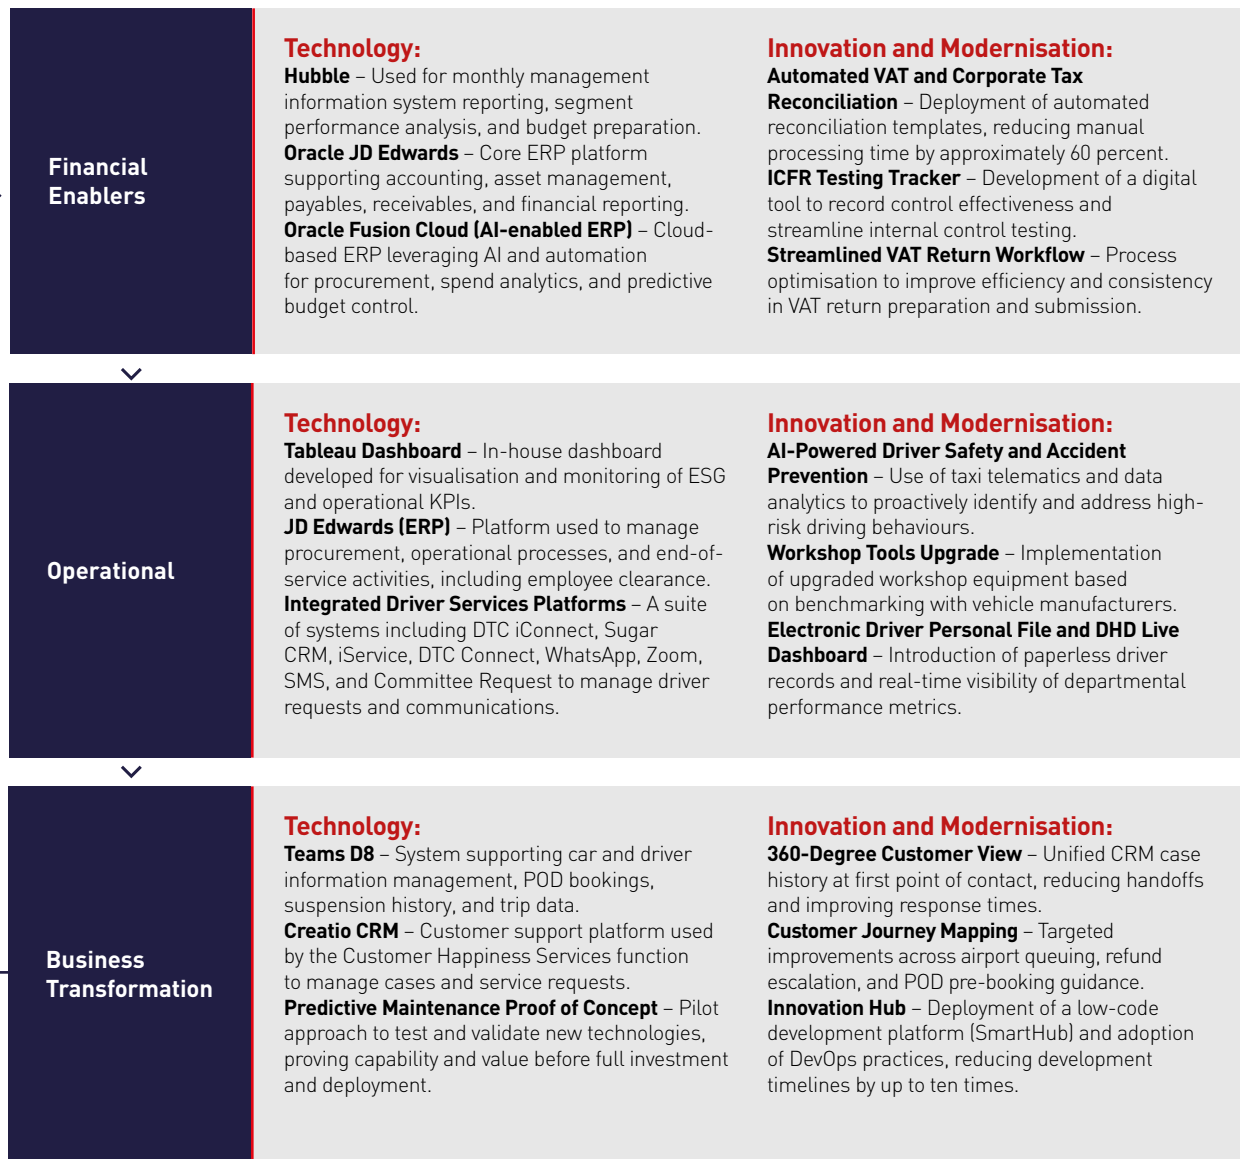 Financial
Enablers
Technology:
Hubble – Used for monthly management
information system reporting, segment
performance analysis, and budget preparation.
Oracle JD Edwards – Core ERP platform
supporting accounting, asset management,
payables, receivables, and financial reporting.
Oracle Fusion Cloud (AI-enabled ERP) – Cloud-
based ERP leveraging AI and automation
for procurement, spend analytics, and predictive
budget control.
Innovation and Modernisation:
Automated VAT and Corporate Tax
Reconciliation – Deployment of automated
reconciliation templates, reducing manual
processing time by approximately 60 percent.
ICFR Testing Tracker – Development of a digital
tool to record control effectiveness and
streamline internal control testing.
Streamlined VAT Return Workflow – Process
optimisation to improve efficiency and consistency
in VAT return preparation and submission.
Operational
Technology:
Tableau Dashboard – In-house dashboard
developed for visualisation and monitoring of ESG
and operational KPIs.
JD Edwards (ERP) – Platform used to manage
procurement, operational processes, and end-of-
service activities, including employee clearance.
Integrated Driver Services Platforms – A suite
of systems including DTC iConnect, Sugar
CRM, iService, DTC Connect, WhatsApp, Zoom,
SMS, and Committee Request to manage driver
requests and communications.
Innovation and Modernisation:
AI-Powered Driver Safety and Accident
Prevention – Use of taxi telematics and data
analytics to proactively identify and address high-
risk driving behaviours.
Workshop Tools Upgrade – Implementation
of upgraded workshop equipment based
on benchmarking with vehicle manufacturers.
Electronic Driver Personal File and DHD Live
Dashboard – Introduction of paperless driver
records and real-time visibility of departmental
performance metrics.
Business
Transformation
Technology:
Teams D8 – System supporting car and driver
information management, POD bookings,
suspension history, and trip data.
Creatio CRM – Customer support platform used
by the Customer Happiness Services function
to manage cases and service requests.
Predictive Maintenance Proof of Concept – Pilot
approach to test and validate new technologies,
proving capability and value before full investment
and deployment.
Innovation and Modernisation:
360-Degree Customer View – Unified CRM case
history at first point of contact, reducing handoffs
and improving response times.
Customer Journey Mapping – Targeted
improvements across airport queuing, refund
escalation, and POD pre-booking guidance.
Innovation Hub – Deployment of a low-code
development platform (SmartHub) and adoption
of DevOps practices, reducing development
timelines by up to ten times.